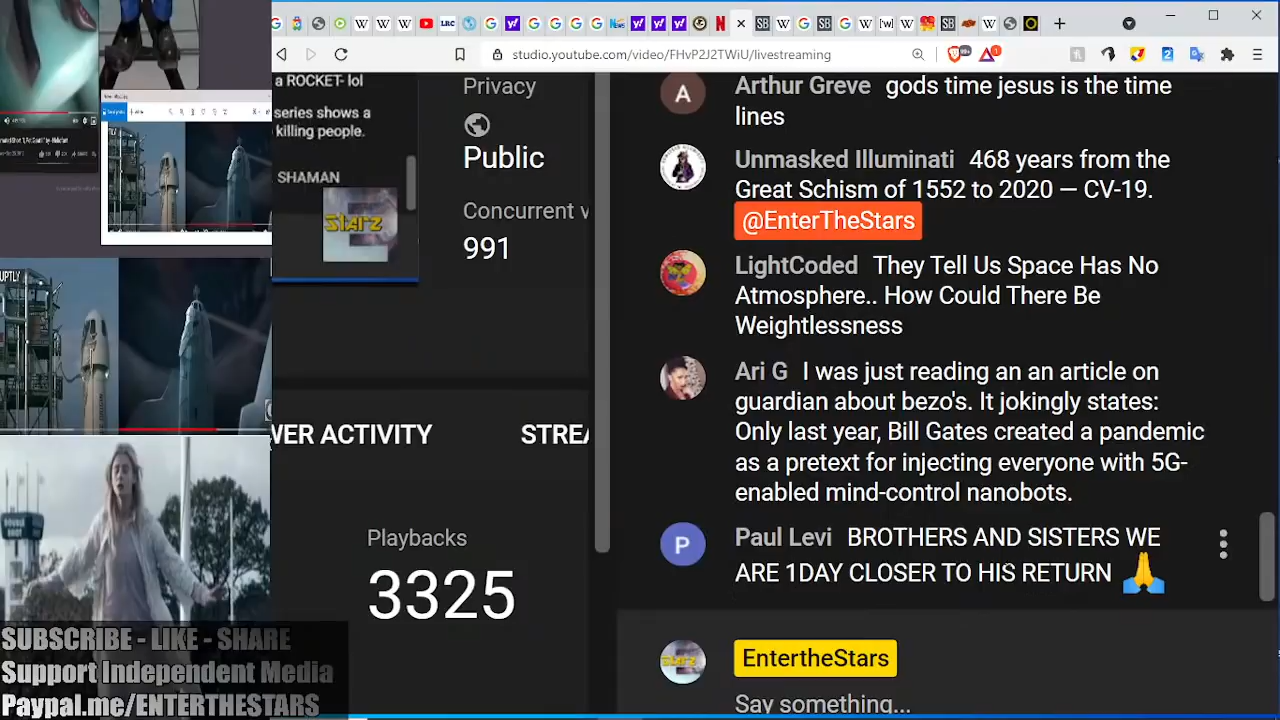 studio.youtube.com/video/FHvP2J2TWiU/livestreaming
a ROCKET- lol
series shows a
killing people.
SHAMAN
STARZ
Privacy
Public
Concurrent v
991
WER ACTIVITY
STREA
Playbacks
3325
Arthur Greve gods time jesus is the time
lines
Unmasked Illuminati 468 years from the
Great Schism of 1552 to 2020 — CV-19.
@EnterTheStars
LightCoded They Tell Us Space Has No
Atmosphere.. How Could There Be
Weightlessness
Ari G I was just reading an an article on
guardian about bezo's. It jokingly states:
Only last year, Bill Gates created a pandemic
as a pretext for injecting everyone with 5G-
enabled mind-control nanobots.
Paul Levi BROTHERS AND SISTERS WE
ARE 1DAY CLOSER TO HIS RETURN 🙏
EntertheStars
Say something...
UPTLY
SUBSCRIBE - LIKE - SHARE
Support Independent Media
Paypal.me/ENTERTHESTARS